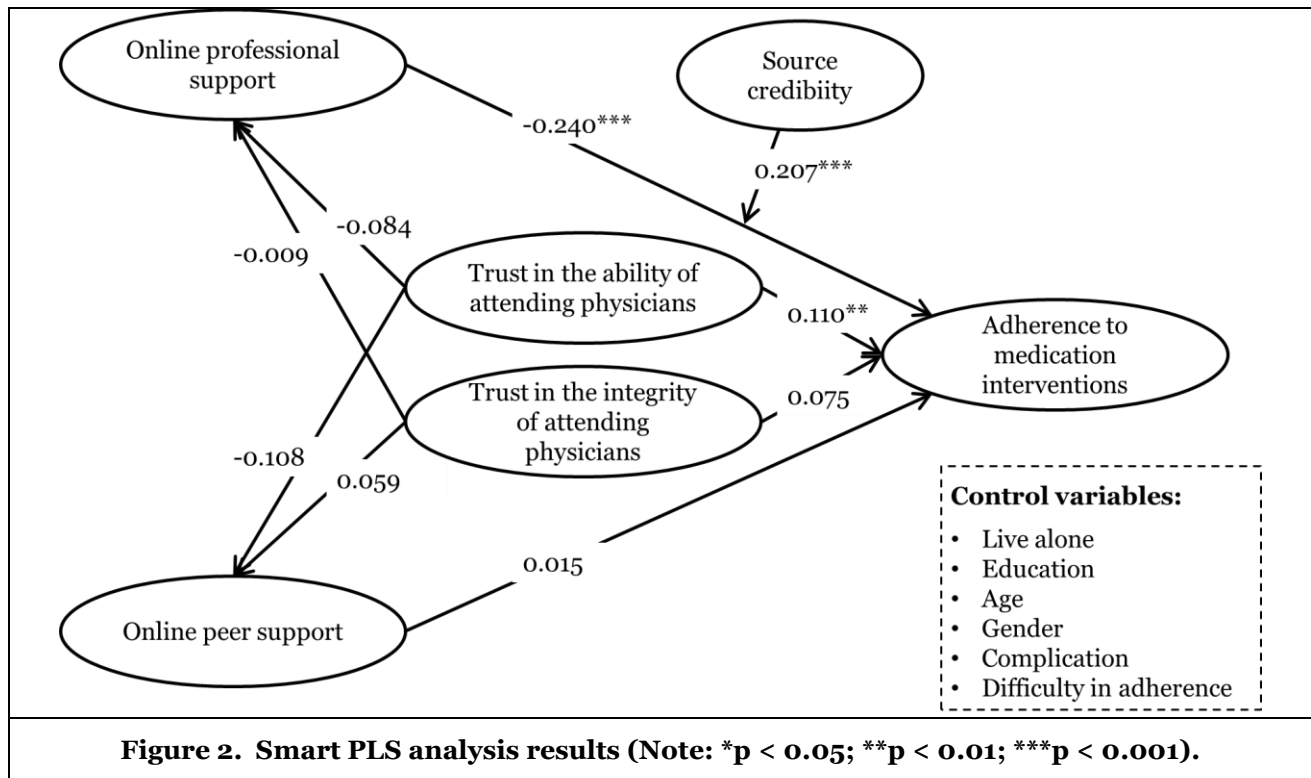 Online professional
support
Source
credibiity
-0.240***
0.207***
-0.084
-0.009
Trust in the ability of
attending physicians
0.110**
Adherence to
medication
interventions
Trust in the integrity
of attending
physicians
0.075
-0.108
0.059
0.015
Online peer support
Control variables:
• Live alone
• Education
• Age
• Gender
• Complication
• Difficulty in adherence
Figure 2. Smart PLS analysis results (Note: *p < 0.05; **p < 0.01; ***p < 0.001).